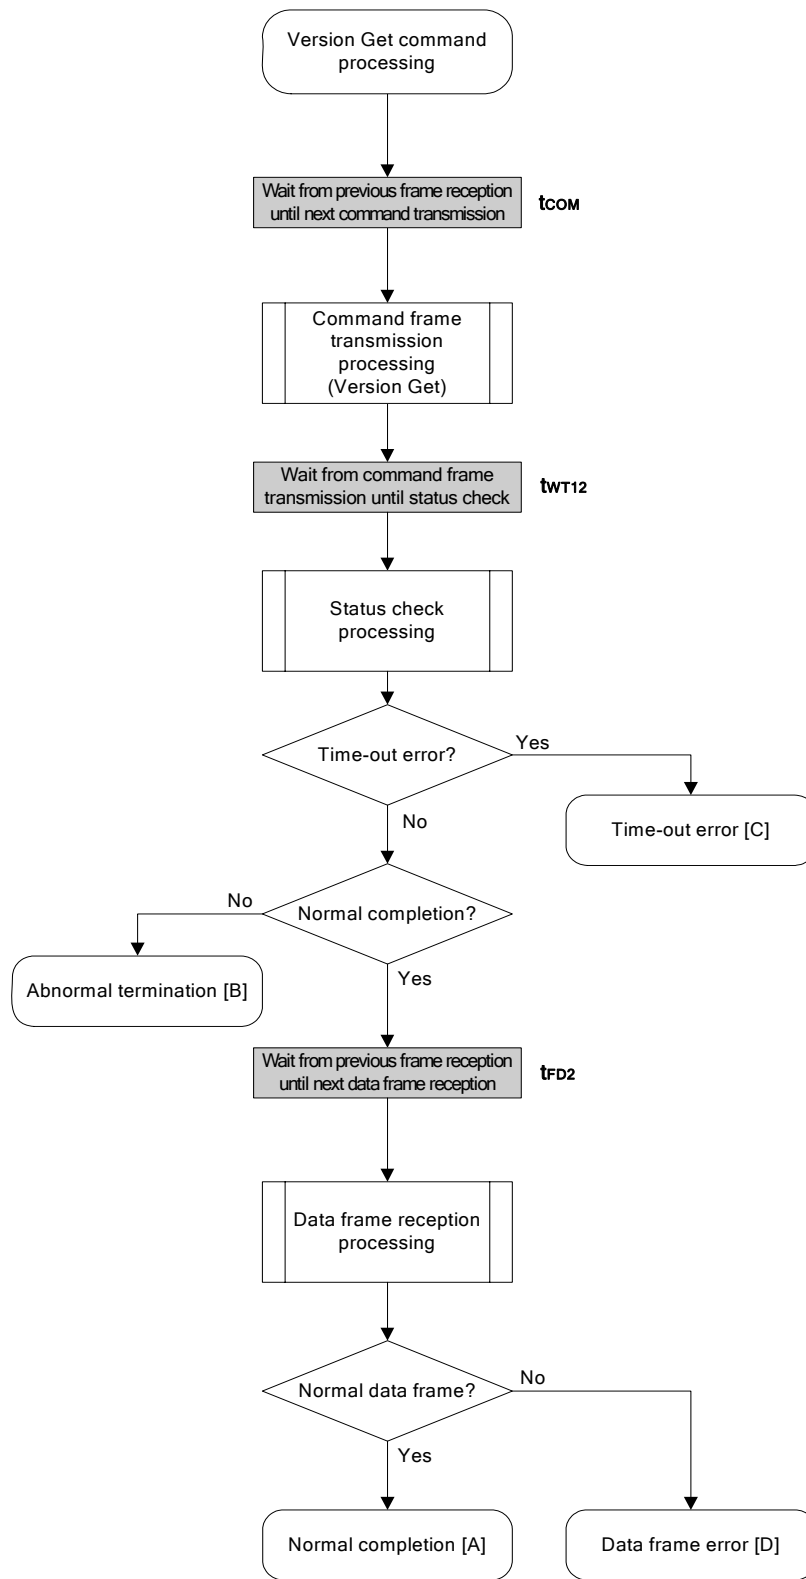 Version Get command
processing
Wait from previous frame reception
until next command transmission
tCOM
Command frame
transmission
processing
(Version Get)
Wait from command frame
transmission until status check
tWT12
Status check
processing
Time-out error?
Yes
No
Time-out error [C]
Normal completion?
No
Yes
Abnormal termination [B]
Wait from previous frame reception
until next data frame reception
tFD2
Data frame reception
processing
Normal data frame?
No
Yes
Normal completion [A]
Data frame error [D]